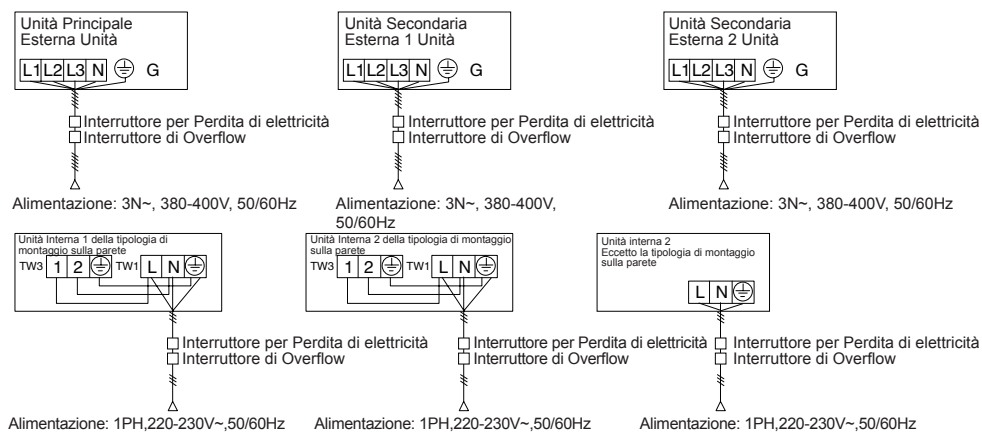 Unità Principale
Esterna Unità
L1 L2 L3 N G
Interruttore per Perdita di elettricità
Interruttore di Overflow
Alimentazione: 3N~, 380-400V, 50/60Hz
Unità Secondaria
Esterna 1 Unità
L1 L2 L3 N G
Interruttore per Perdita di elettricità
Interruttore di Overflow
Alimentazione: 3N~, 380-400V,
50/60Hz
Unità Secondaria
Esterna 2 Unità
L1 L2 L3 N G
Interruttore per Perdita di elettricità
Interruttore di Overflow
Alimentazione: 3N~, 380-400V, 50/60Hz
Unità Interna 1 della tipologia di
montaggio sulla parete
TW3 1 2 TW1 L N
Interruttore per Perdita di elettricità
Interruttore di Overflow
Alimentazione: 1PH,220-230V~,50/60Hz
Unità Interna 2 della tipologia di montaggio
sulla parete
TW3 1 2 TW1 L N
Interruttore per Perdita di elettricità
Interruttore di Overflow
Alimentazione: 1PH,220-230V~,50/60Hz
Unità interna 2
Eccetto la tipologia di montaggio
sulla parete
L N
Interruttore per Perdita di elettricità
Interruttore di Overflow
Alimentazione: 1PH,220-230V~,50/60Hz